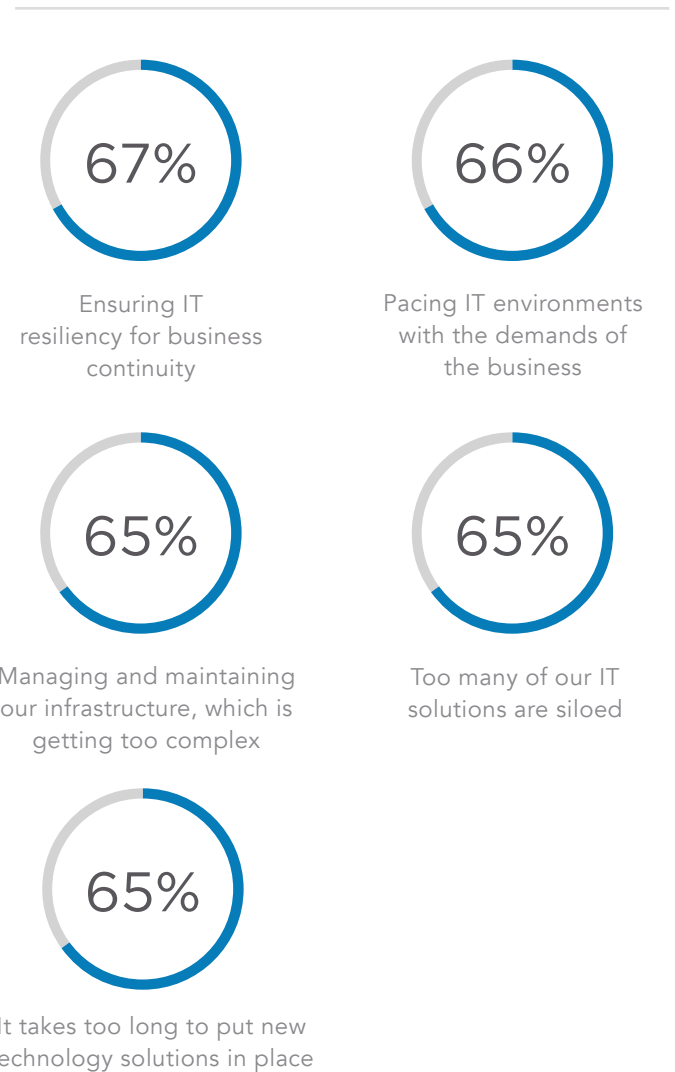 67%
66%
Ensuring IT
resiliency for business
continuity
Pacing IT environments
with the demands of
the business
65%
65%
Managing and maintaining
our infrastructure, which is
getting too complex
Too many of our IT
solutions are siloed
65%
It takes too long to put new
technology solutions in place